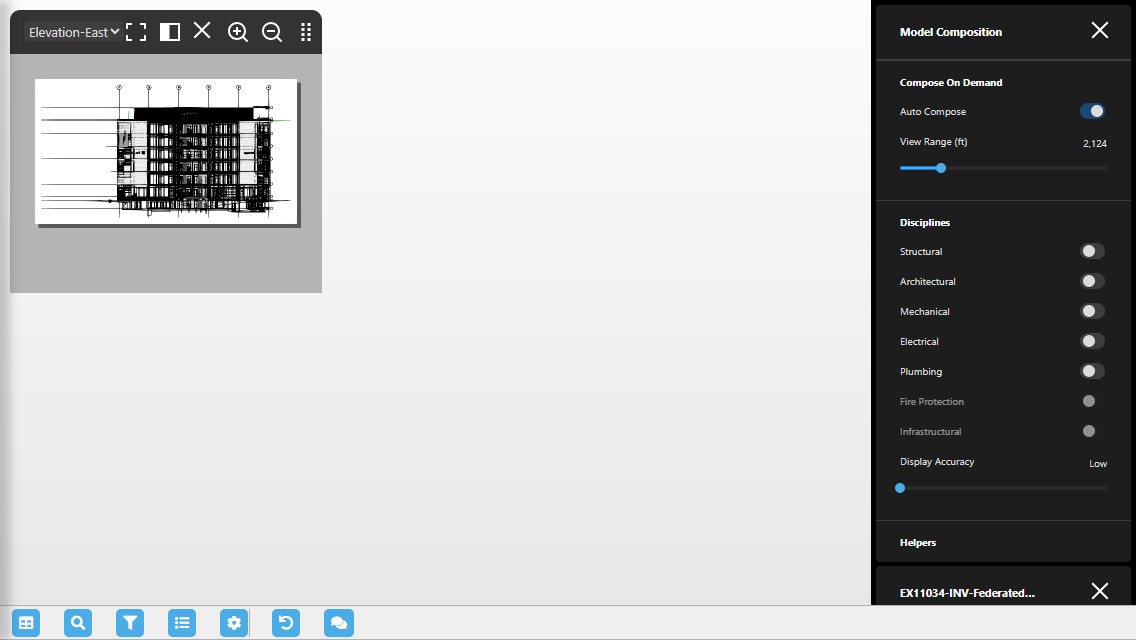 Elevation-East
Model Composition
Compose On Demand
Auto Compose
View Range (ft)
2,124
Disciplines
Structural
Architectural
Mechanical
Electrical
Plumbing
Fire Protection
Infrastructural
Display Accuracy
Low
Helpers
EX11034-INV-Federated...